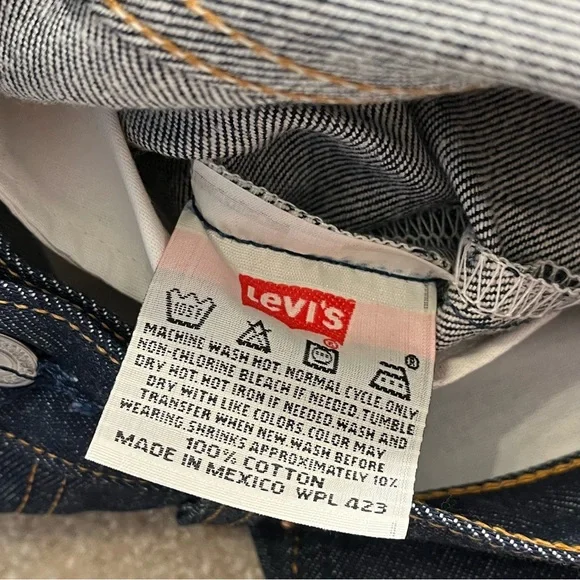 LEVI'S
®
105°
MACHINE WASH HOT. NORMAL CYCLE. ONLY
NON-CHLORINE BLEACH IF NEEDED. TUMBLE
DRY HOT. HOT IRON IF NEEDED. WASH AND
DRY WITH LIKE COLORS. COLOR MAY
TRANSFER WHEN NEW WASH BEFORE
WEARING. SHRINKS APPROXIMATELY 10%
100% COTTON
MADE IN MEXICO WPL 423